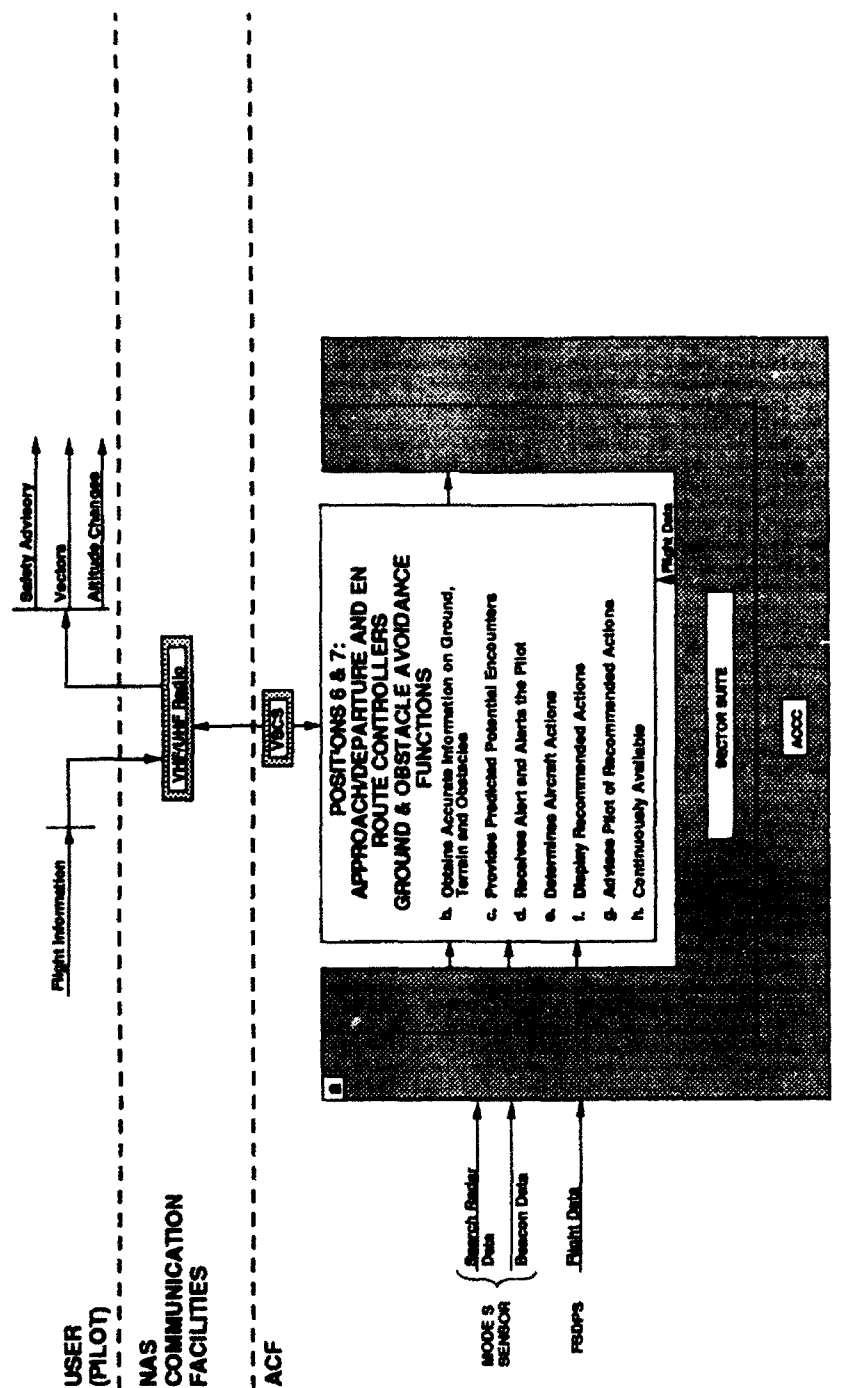 USER
(PILOT)
Flight Information
Safety Advisory
Vectors
Altitude Changes
NAS
COMMUNICATION
FACILITIES
VHF/UHF Radio
ACF
VSCS
a
POSITIONS 6 & 7:
APPROACH/DEPARTURE AND EN
ROUTE CONTROLLERS
GROUND & OBSTACLE AVOIDANCE
FUNCTIONS
b. Obtains Accurate Information on Ground,
Terrain and Obstacles
c. Provides Predicted Potential Encounters
d. Receives Alert and Alerts the Pilot
e. Determines Aircraft Actions
f. Display Recommended Actions
g. Advises Pilot of Recommended Actions
h. Continuously Available
MODE S
SENSOR
Search Radar
Data
Beacon Data
FSDPS
Flight Data
Flight Data
SECTOR SUITE
ACCC